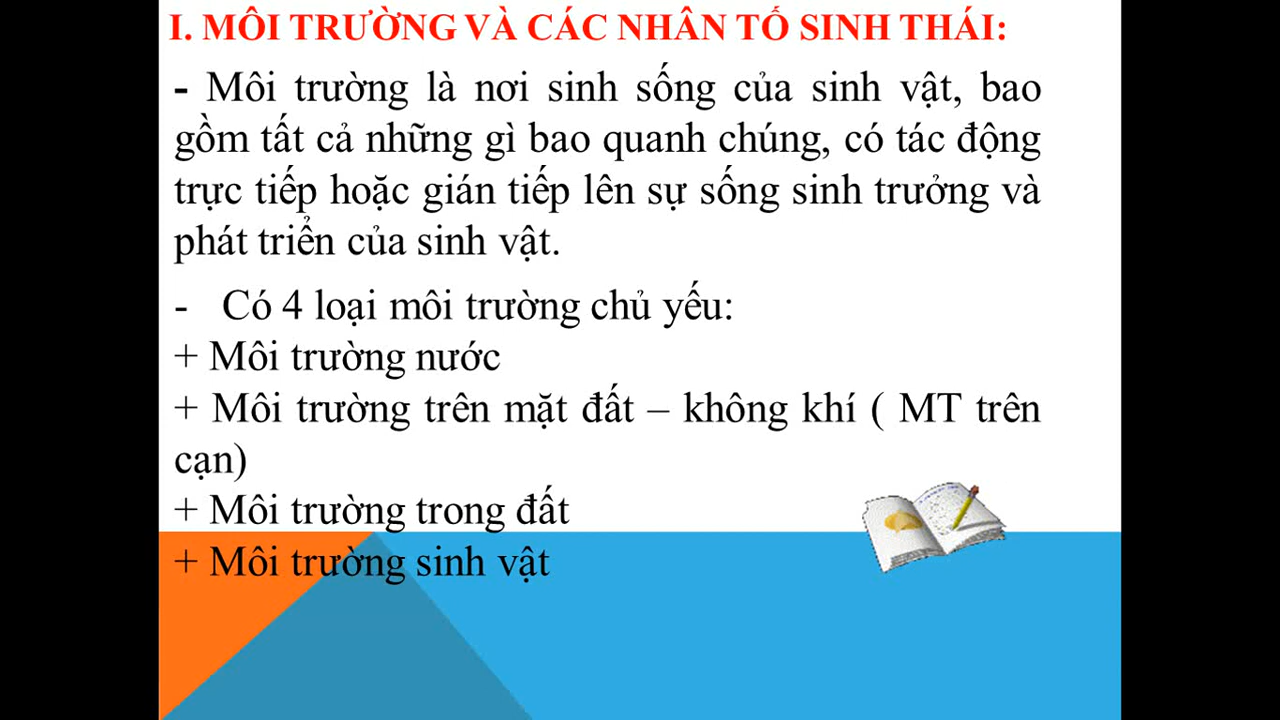 I. MÔI TRƯỜNG VÀ CÁC NHÂN TỐ SINH THÁI:
- Môi trường là nơi sinh sống của sinh vật, bao
gồm tất cả những gì bao quanh chúng, có tác động
trực tiếp hoặc gián tiếp lên sự sống sinh trưởng và
phát triển của sinh vật.
- Có 4 loại môi trường chủ yếu:
+ Môi trường nước
+ Môi trường trên mặt đất – không khí ( MT trên
cạn)
+ Môi trường trong đất
+ Môi trường sinh vật